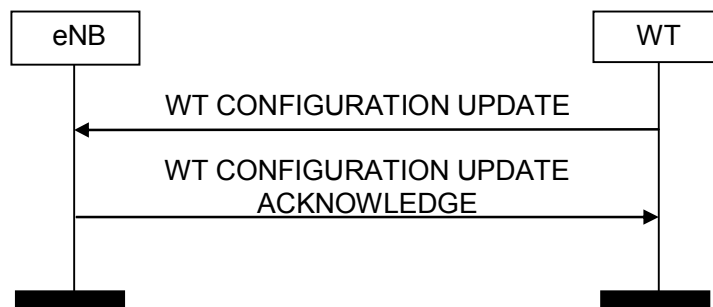 eNB
WT
WT CONFIGURATION UPDATE
WT CONFIGURATION UPDATE
ACKNOWLEDGE